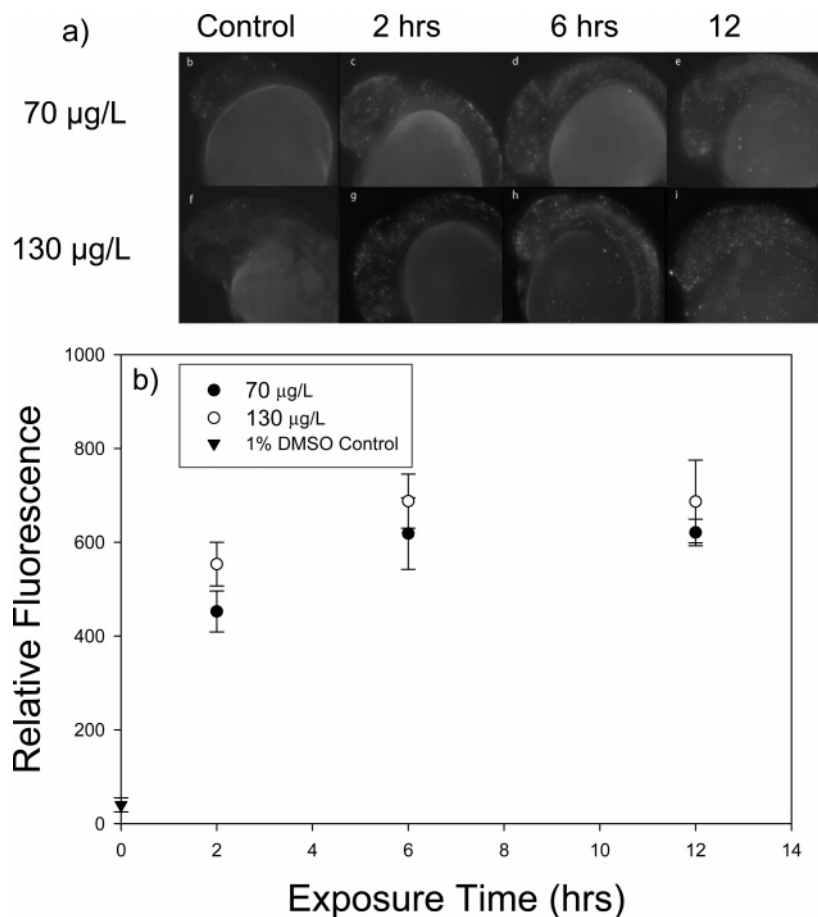 a) Control 2 hrs 6 hrs 12
70 µg/L
b c d e
130 µg/L
f g h i
b)
70 µg/L
130 µg/L
1% DMSO Control
Relative Fluorescence
1000
800
600
400
200
0
0 2 4 6 8 10 12 14
Exposure Time (hrs)